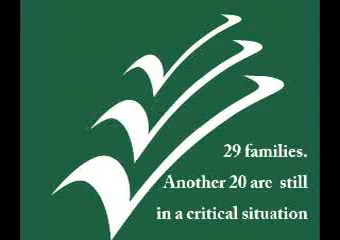 29 families.
Another 20 are still
in a critical situation